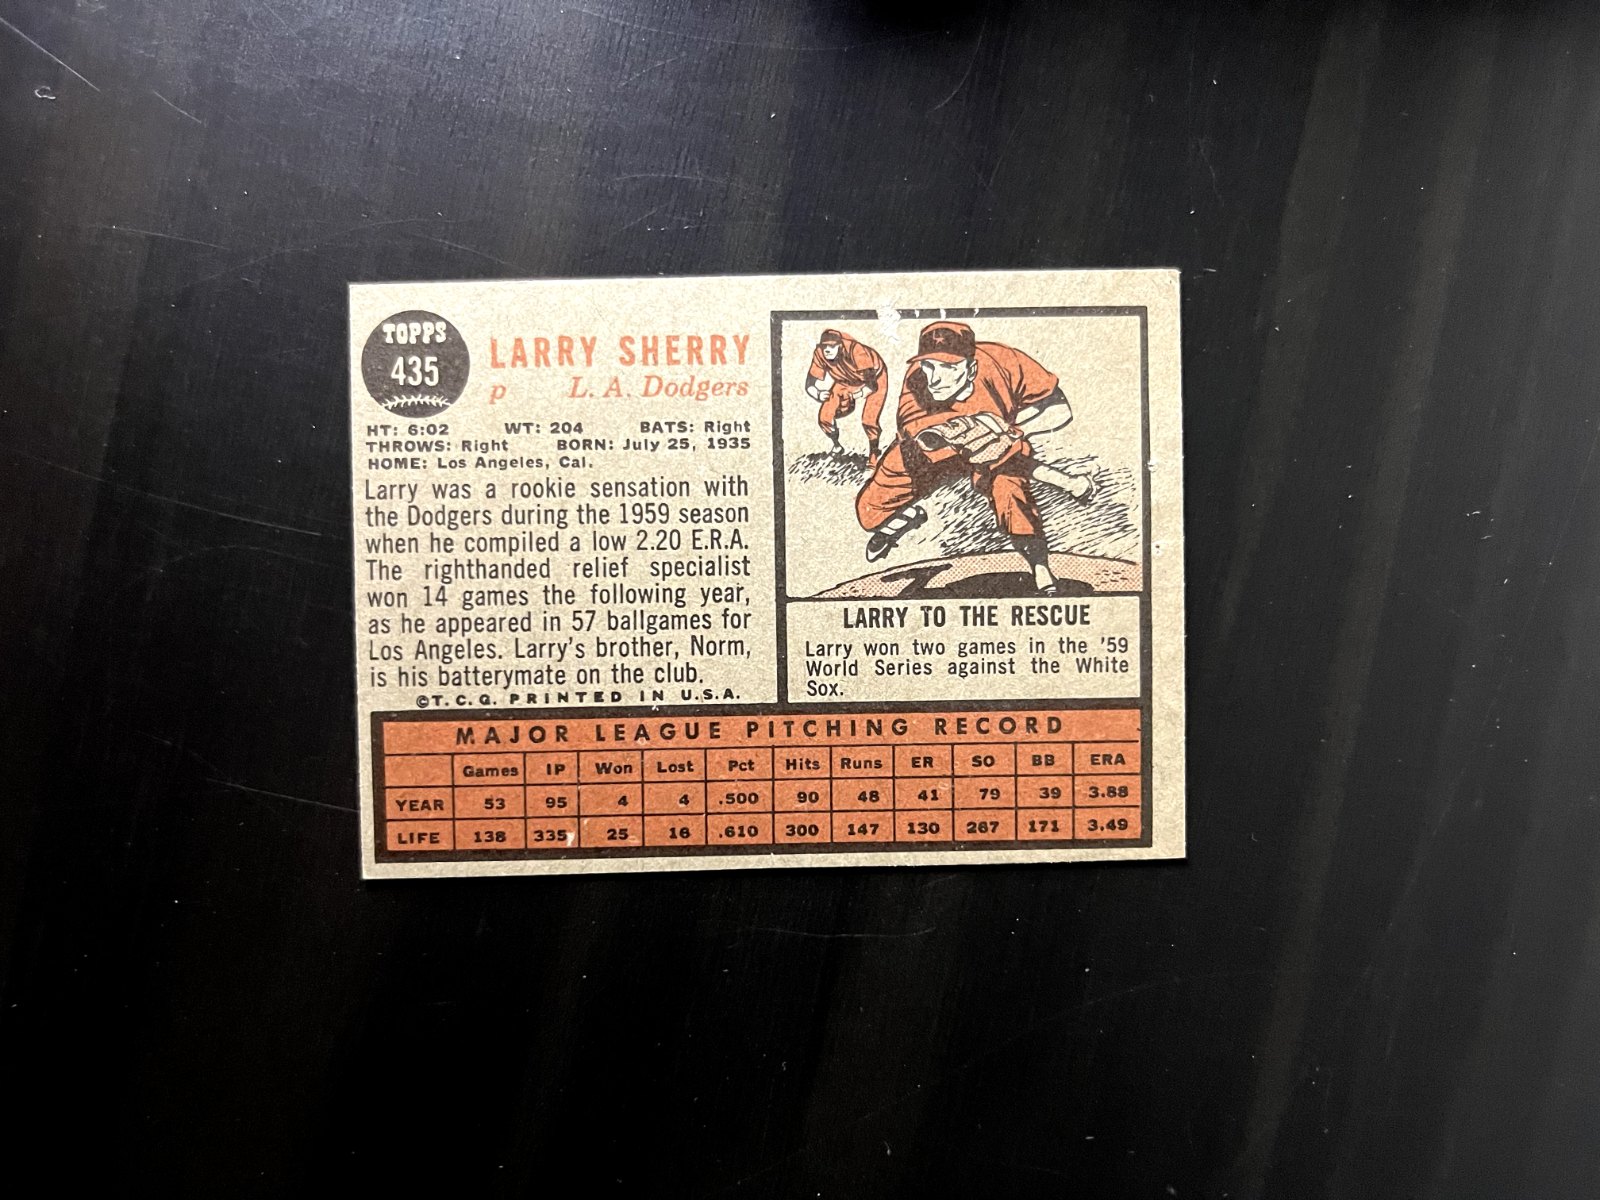 TOPPS
435
LARRY SHERRY
p L. A. Dodgers
HT: 6:02 WT: 204 BATS: Right
THROWS: Right BORN: July 25, 1935
HOME: Los Angeles, Cal.
Larry was a rookie sensation with
the Dodgers during the 1959 season
when he compiled a low 2.20 E.R.A.
The righthanded relief specialist
won 14 games the following year,
as he appeared in 57 ballgames for
Los Angeles. Larry's brother, Norm,
is his batterymate on the club.
©T. C. G. PRINTED IN U.S.A.
LARRY TO THE RESCUE
Larry won two games in the '59
World Series against the White
Sox.
MAJOR LEAGUE PITCHING RECORD
Games IP Won Lost Pct Hits Runs ER SO BB ERA
YEAR 53 95 4 4 .500 90 48 41 79 39 3.88
LIFE 138 335 25 16 .610 300 147 130 267 171 3.49